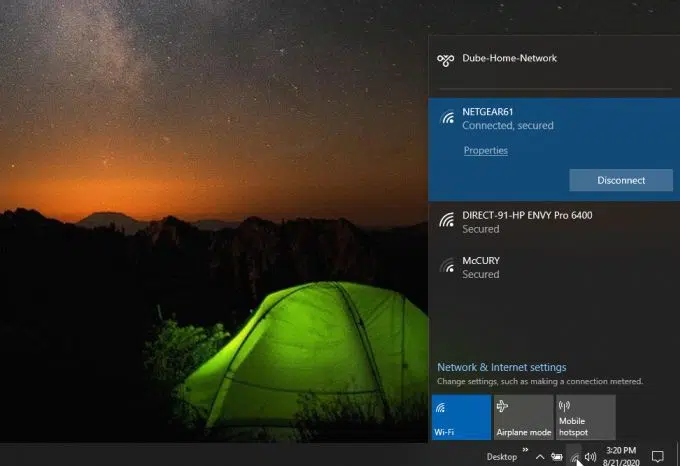 Dube-Home-Network
NETGEAR61
Connected, secured
Properties
Disconnect
DIRECT-91-HP ENVY Pro 6400
Secured
McCURY
Secured
Network & Internet settings
Change settings, such as making a connection metered.
Wi-Fi
Airplane mode
Mobile
hotspot
Desktop
3:20 PM
8/21/2020